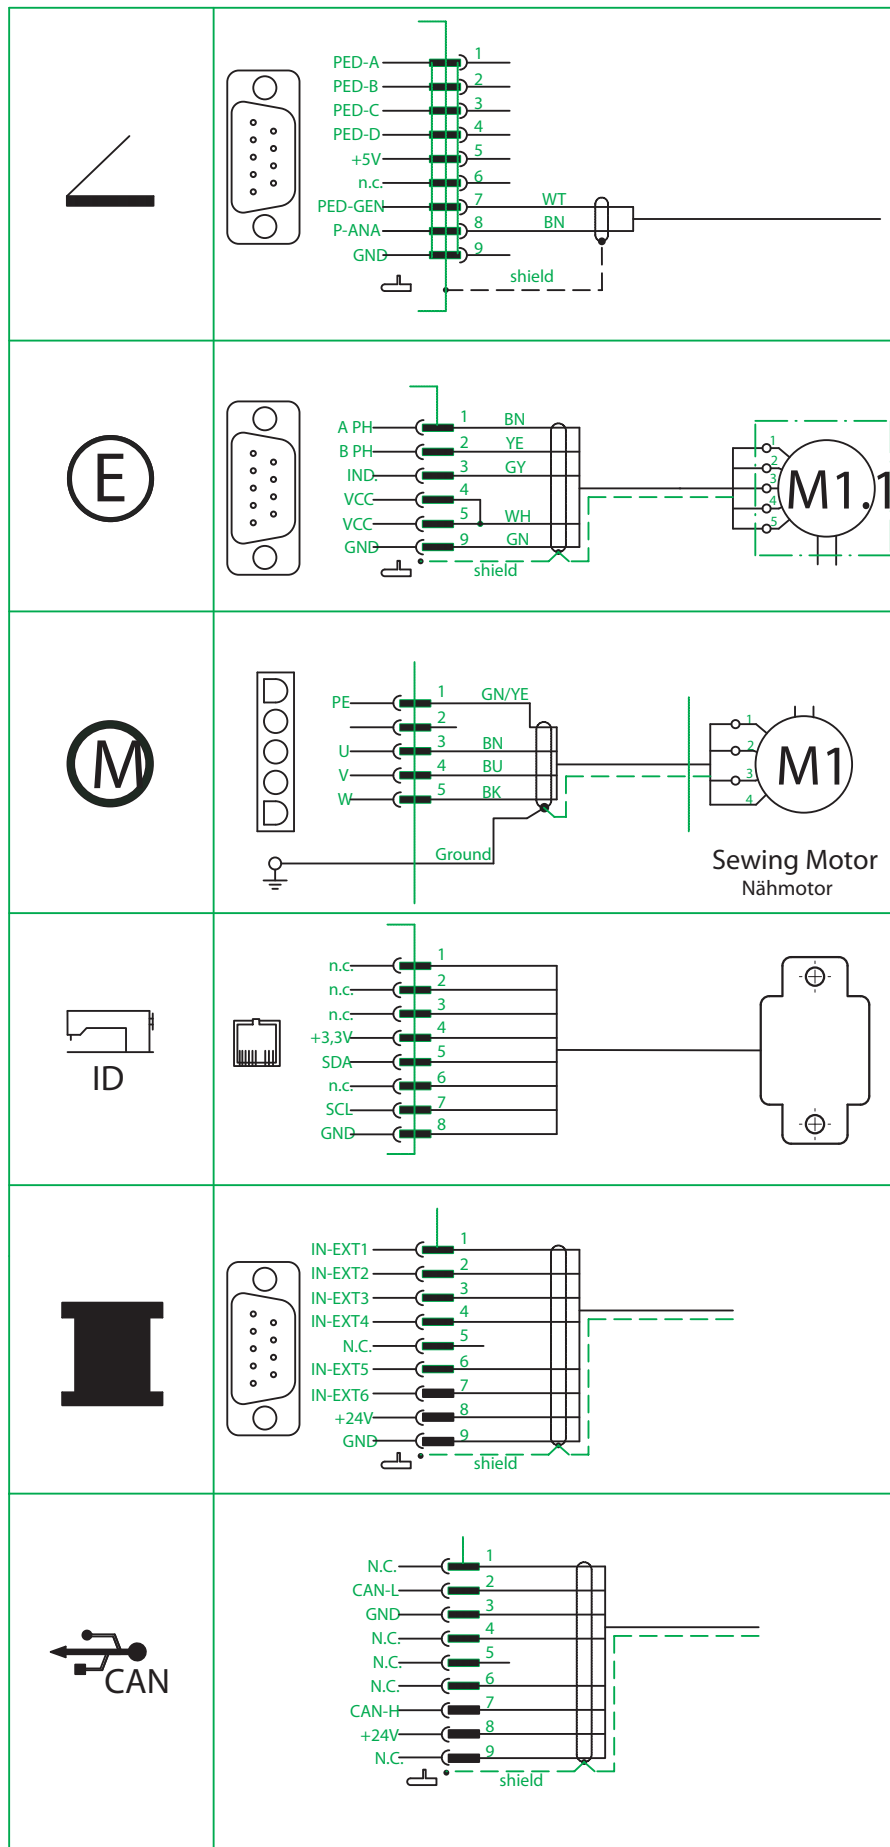 PED-A 1
PED-B 2
PED-C 3
PED-D 4
+5V 5
n.c. 6
PED-GEN 7 WT
P-ANA 8 BN
GND 9
shield
E
A PH 1 BN
B PH 2 YE
IND. 3 GY
VCC 4
VCC 5 WH
GND 9 GN
shield
1
2
3
4
5
M1.1
M
PE 1 GN/YE
2
U 3 BN
V 4 BU
W 5 BK
Ground
1
2
3
4
M1
Sewing Motor
Nähmotor
ID
n.c. 1
n.c. 2
n.c. 3
+3,3V 4
SDA 5
n.c. 6
SCL 7
GND 8
IN-EXT1 1
IN-EXT2 2
IN-EXT3 3
IN-EXT4 4
N.C. 5
IN-EXT5 6
IN-EXT6 7
+24V 8
GND 9
shield
CAN
N.C. 1
CAN-L 2
GND 3
N.C. 4
N.C. 5
N.C. 6
CAN-H 7
+24V 8
N.C. 9
shield